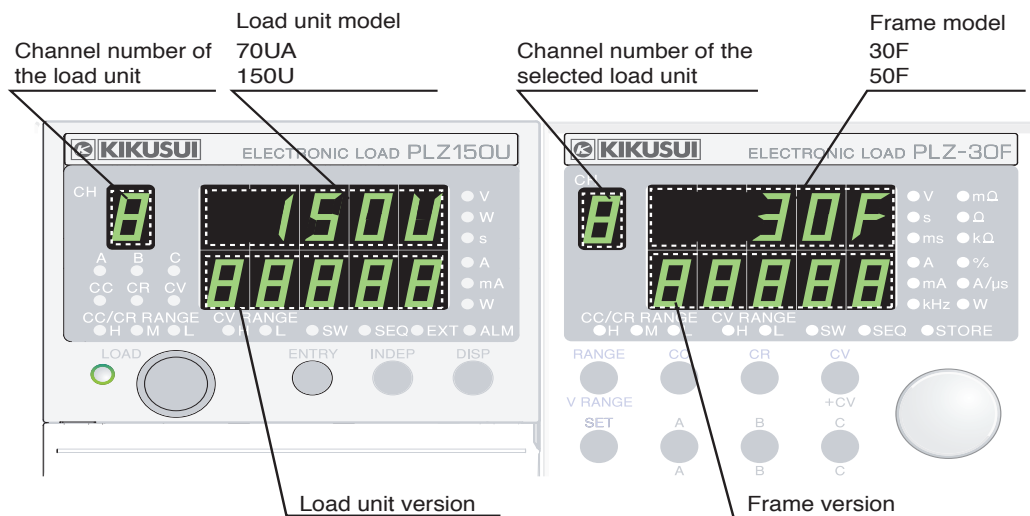 Load unit model
70UA
150U
Channel number of
the load unit
Frame model
30F
50F
Channel number of the
selected load unit
KIKUSUI
ELECTRONIC LOAD PLZ150U
CH
8
150U
V
W
s
88888
A
mA
W
A B C
CC CR CV
CC/CR RANGE CV RANGE
H M L H L SW SEQ EXT ALM
LOAD ENTRY INDEP DISP
Load unit version
KIKUSUI
ELECTRONIC LOAD PLZ-30F
CH
8
30F
V mΩ
s Ω
ms kΩ
88888
A %
mA A/µs
kHz W
CC/CR RANGE CV RANGE
H M L H L SW SEQ STORE
RANGE CC CR CV
V RANGE +CV
SET A B C
A B C
Frame version